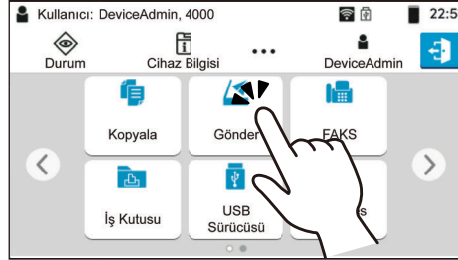 Kullanıcı: DeviceAdmin, 4000
22:5
Durum
Cihaz Bilgisi
DeviceAdmin
Kopyala
Gönder
FAKS
İş Kutusu
USB
Sürücüsü